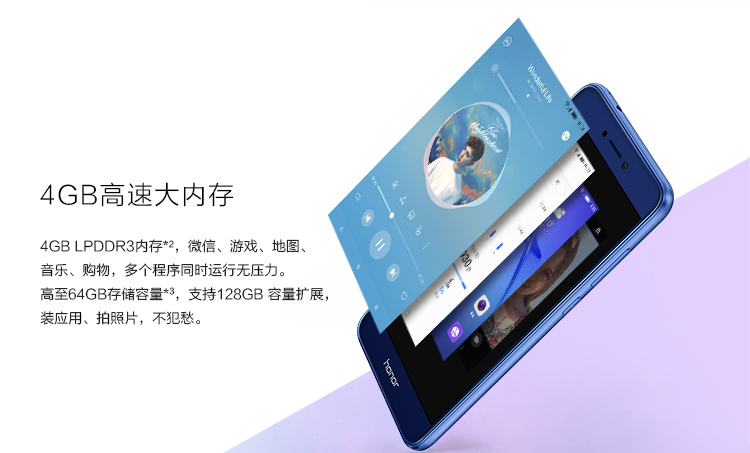 4GB高速大内存
4GB LPDDR3内存*²，微信、游戏、地图、
音乐、购物，多个程序同时运行无压力。
高至64GB存储容量*³，支持128GB 容量扩展，
装应用、拍照片，不犯愁。
Wonderful Life
honor